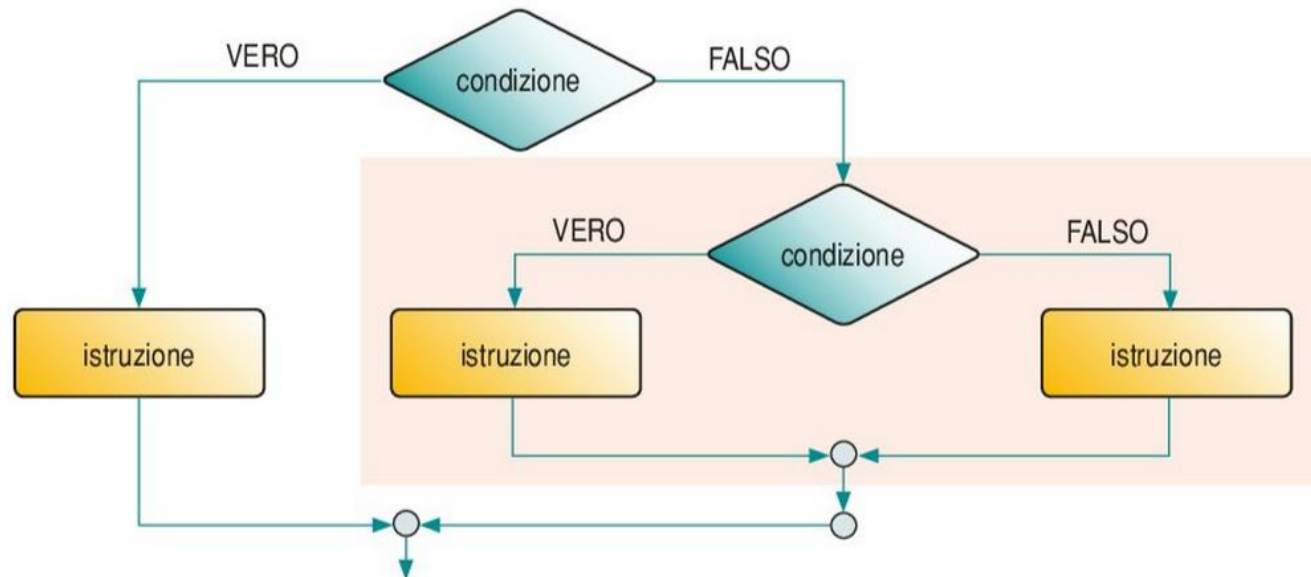 condizione
VERO
FALSO
condizione
VERO
FALSO
istruzione
istruzione
istruzione